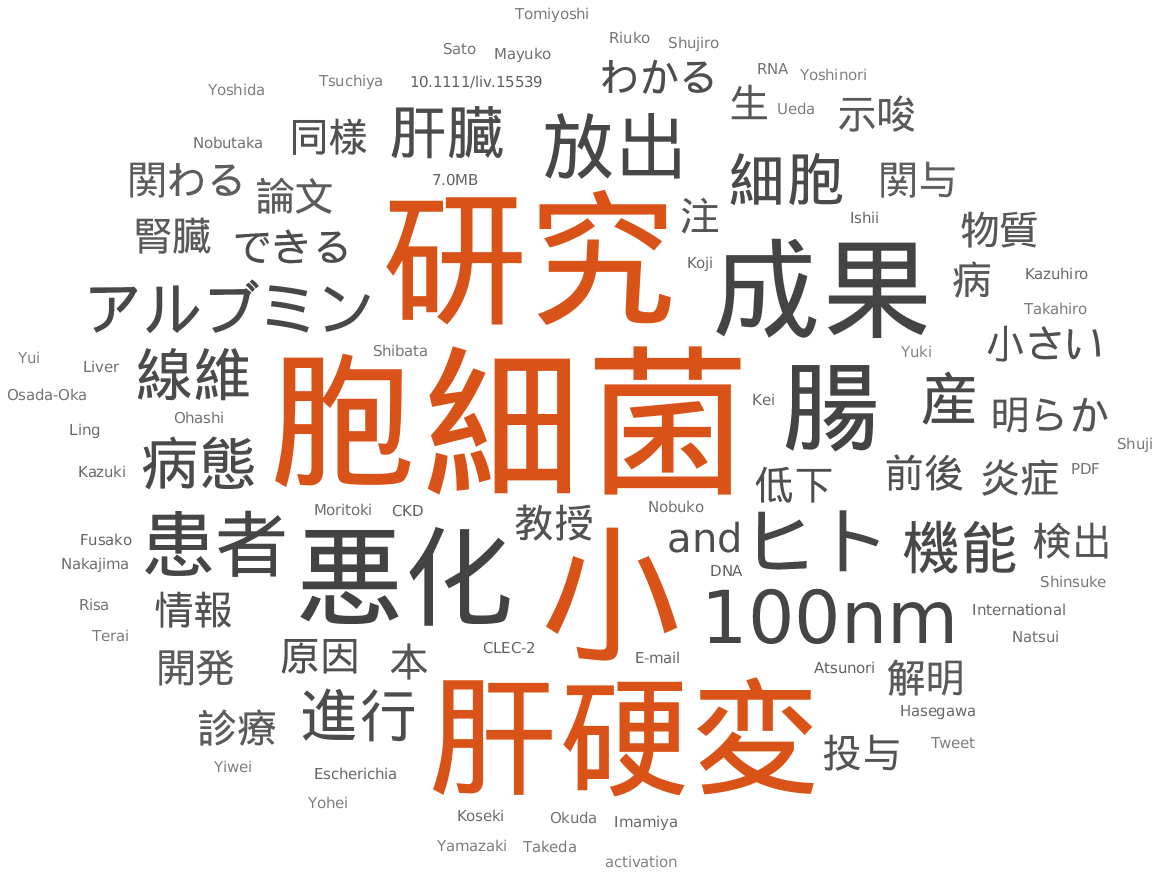 Tomiyoshi
Riuko
Shujiro
Sato
Mayuko
わかる
RNA
Yoshinori
Tsuchiya
10.1111/liv.15539
Yoshida
生
Ueda
示唆
Nobutaka
同様
肝臓
放出
関わる
論文
7.0MB
細胞
関与
腎臓
できる
研究
注
Ishii
物質
Koji
成果
病
Kazuhiro
アルブミン
Takahiro
小さい
Yui
Liver
線維
Shibata
Yuki
Osada-Oka
胞細菌
Kei
腸
産
明らか
Ohashi
Ling
Shuji
Kazuki
病態
低下
前後
炎症
PDF
Moritoki
CKD
教授
Nobuko
患者
悪化
小
and
ヒト
機能
検出
Fusako
Nakajima
DNA
Shinsuke
Risa
情報
100nm
International
Terai
Natsui
開発
原因
本
CLEC-2
E-mail
Atsunori
解明
診療
進行
肝硬変
Hasegawa
投与
Tweet
Yiwei
Escherichia
Yohei
Koseki
Okuda
Imamiya
Yamazaki
Takeda
activation